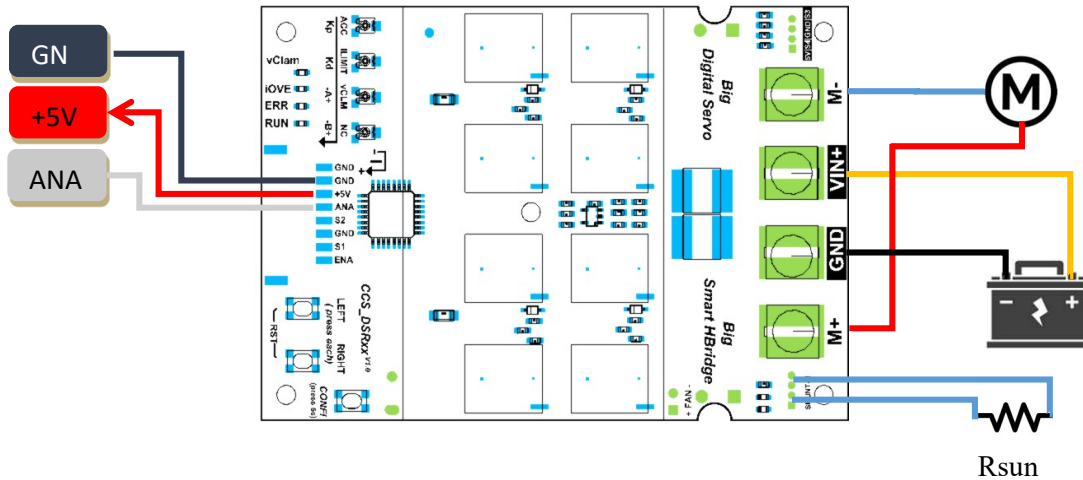 GN
+5V
ANA
vClam
iOVE
ERR
RUN
Kp
Kd
-A+
-B+
ACC
ILIMIT
vCLM
NC
- +
GND
GND
+5V
ANA
S2
GND
S1
ENA
RST
LEFT
(press each)
RIGHT
CONFI
(press 5s)
CCS_DSRxx V1.0
Big
Digital Servo
Big
Smart HBridge
+ FAN -
5V|S4|GND|S3
M-
VIN+
GND
M+
M
- +
Rsun